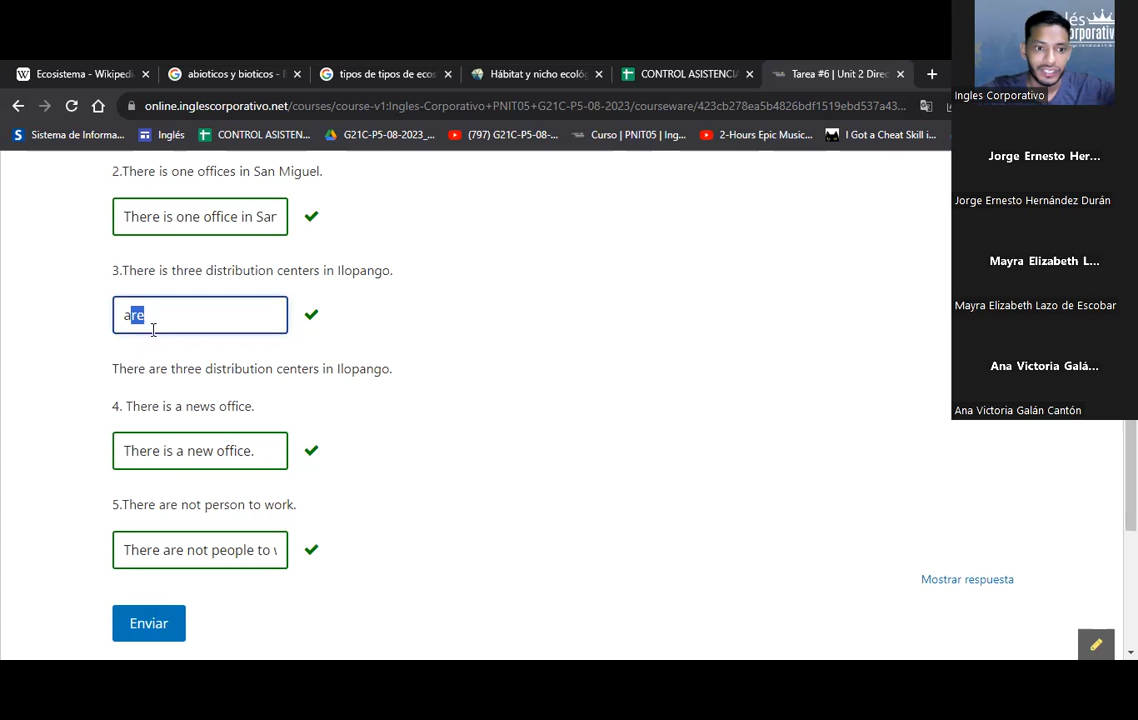 Ecosistema - Wikiped
abioticos y bioticos - B
tipos de tipos de ecos
Hábitat y nicho ecoló
CONTROL ASISTENCI
Tarea #6 | Unit 2 Direc
online.inglescorporativo.net/courses/course-v1:Ingles-Corporativo+PNIT05+G21C-P5-08-2023/courseware/423cb278ea5b4826bdf1519ebd537a43...
Sistema de Informa...
Inglés
CONTROL ASISTEN...
G21C-P5-08-2023_...
(797) G21C-P5-08-...
Curso | PNIT05 | Ing...
2-Hours Epic Music...
I Got a Cheat Skill i...
2.There is one offices in San Miguel.
There is one office in San
3.There is three distribution centers in Ilopango.
are
There are three distribution centers in Ilopango.
4. There is a news office.
There is a new office.
5.There are not person to work.
There are not people to
Mostrar respuesta
Enviar
Ingles Corporativo
Jorge Ernesto Her...
Jorge Ernesto Hernández Durán
Mayra Elizabeth L...
Mayra Elizabeth Lazo de Escobar
Ana Victoria Galá...
Ana Victoria Galán Cantón